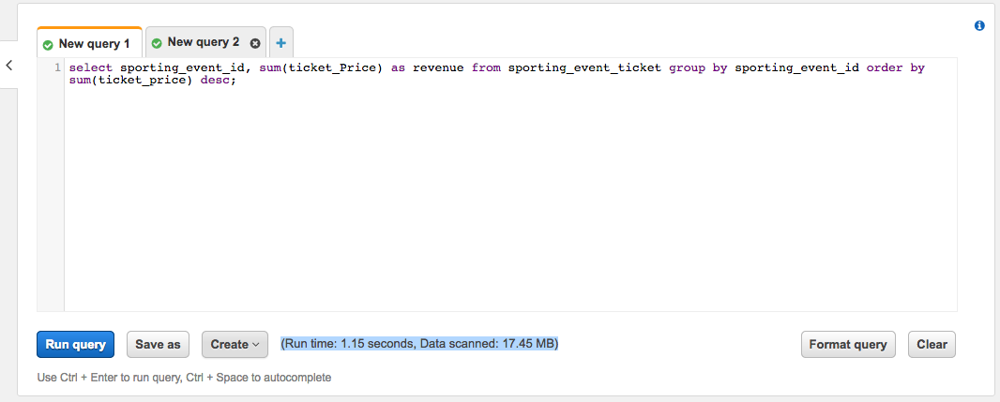 New query 1
New query 2
+
1 select sporting_event_id, sum(ticket_Price) as revenue from sporting_event_ticket group by sporting_event_id order by
sum(ticket_price) desc;
Run query
Save as
Create
(Run time: 1.15 seconds, Data scanned: 17.45 MB)
Format query
Clear
Use Ctrl + Enter to run query, Ctrl + Space to autocomplete